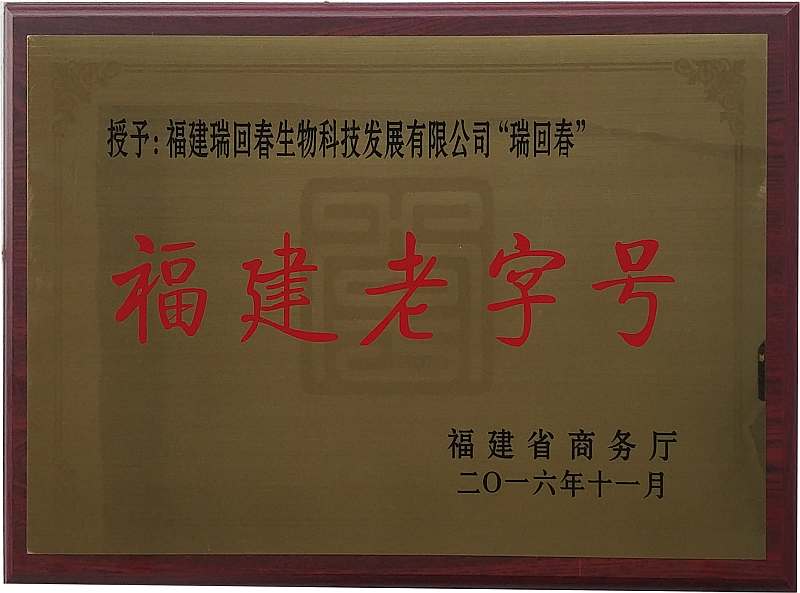 授予：福建瑞回春生物科技发展有限公司“瑞回春”
福建老字号
福建省商务厅
二〇一六年十一月